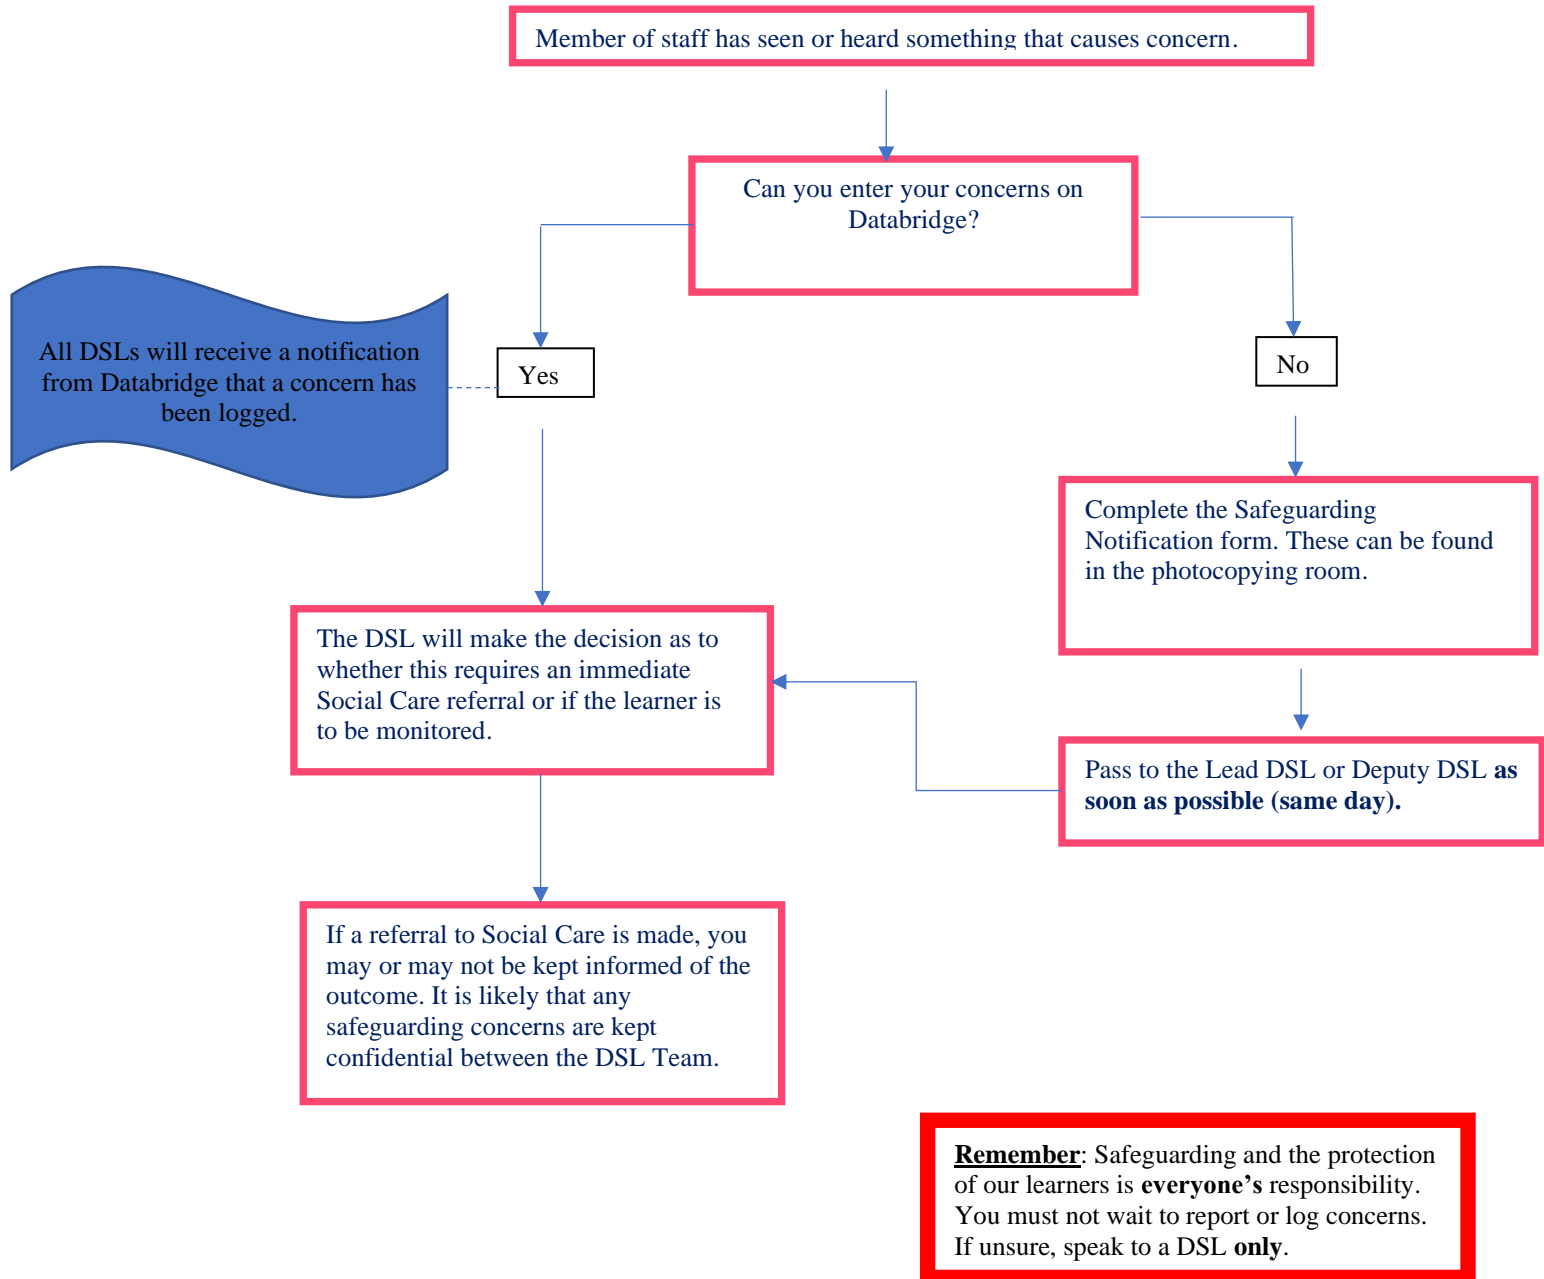 Member of staff has seen or heard something that causes concern.
Can you enter your concerns on
Databridge?
All DSLs will receive a notification
from Databridge that a concern has
been logged.
Yes
No
Complete the Safeguarding
Notification form. These can be found
in the photocopying room.
The DSL will make the decision as to
whether this requires an immediate
Social Care referral or if the learner is
to be monitored.
Pass to the Lead DSL or Deputy DSL as
soon as possible (same day).
If a referral to Social Care is made, you
may or may not be kept informed of the
outcome. It is likely that any
safeguarding concerns are kept
confidential between the DSL Team.
Remember: Safeguarding and the protection
of our learners is everyone’s responsibility.
You must not wait to report or log concerns.
If unsure, speak to a DSL only.